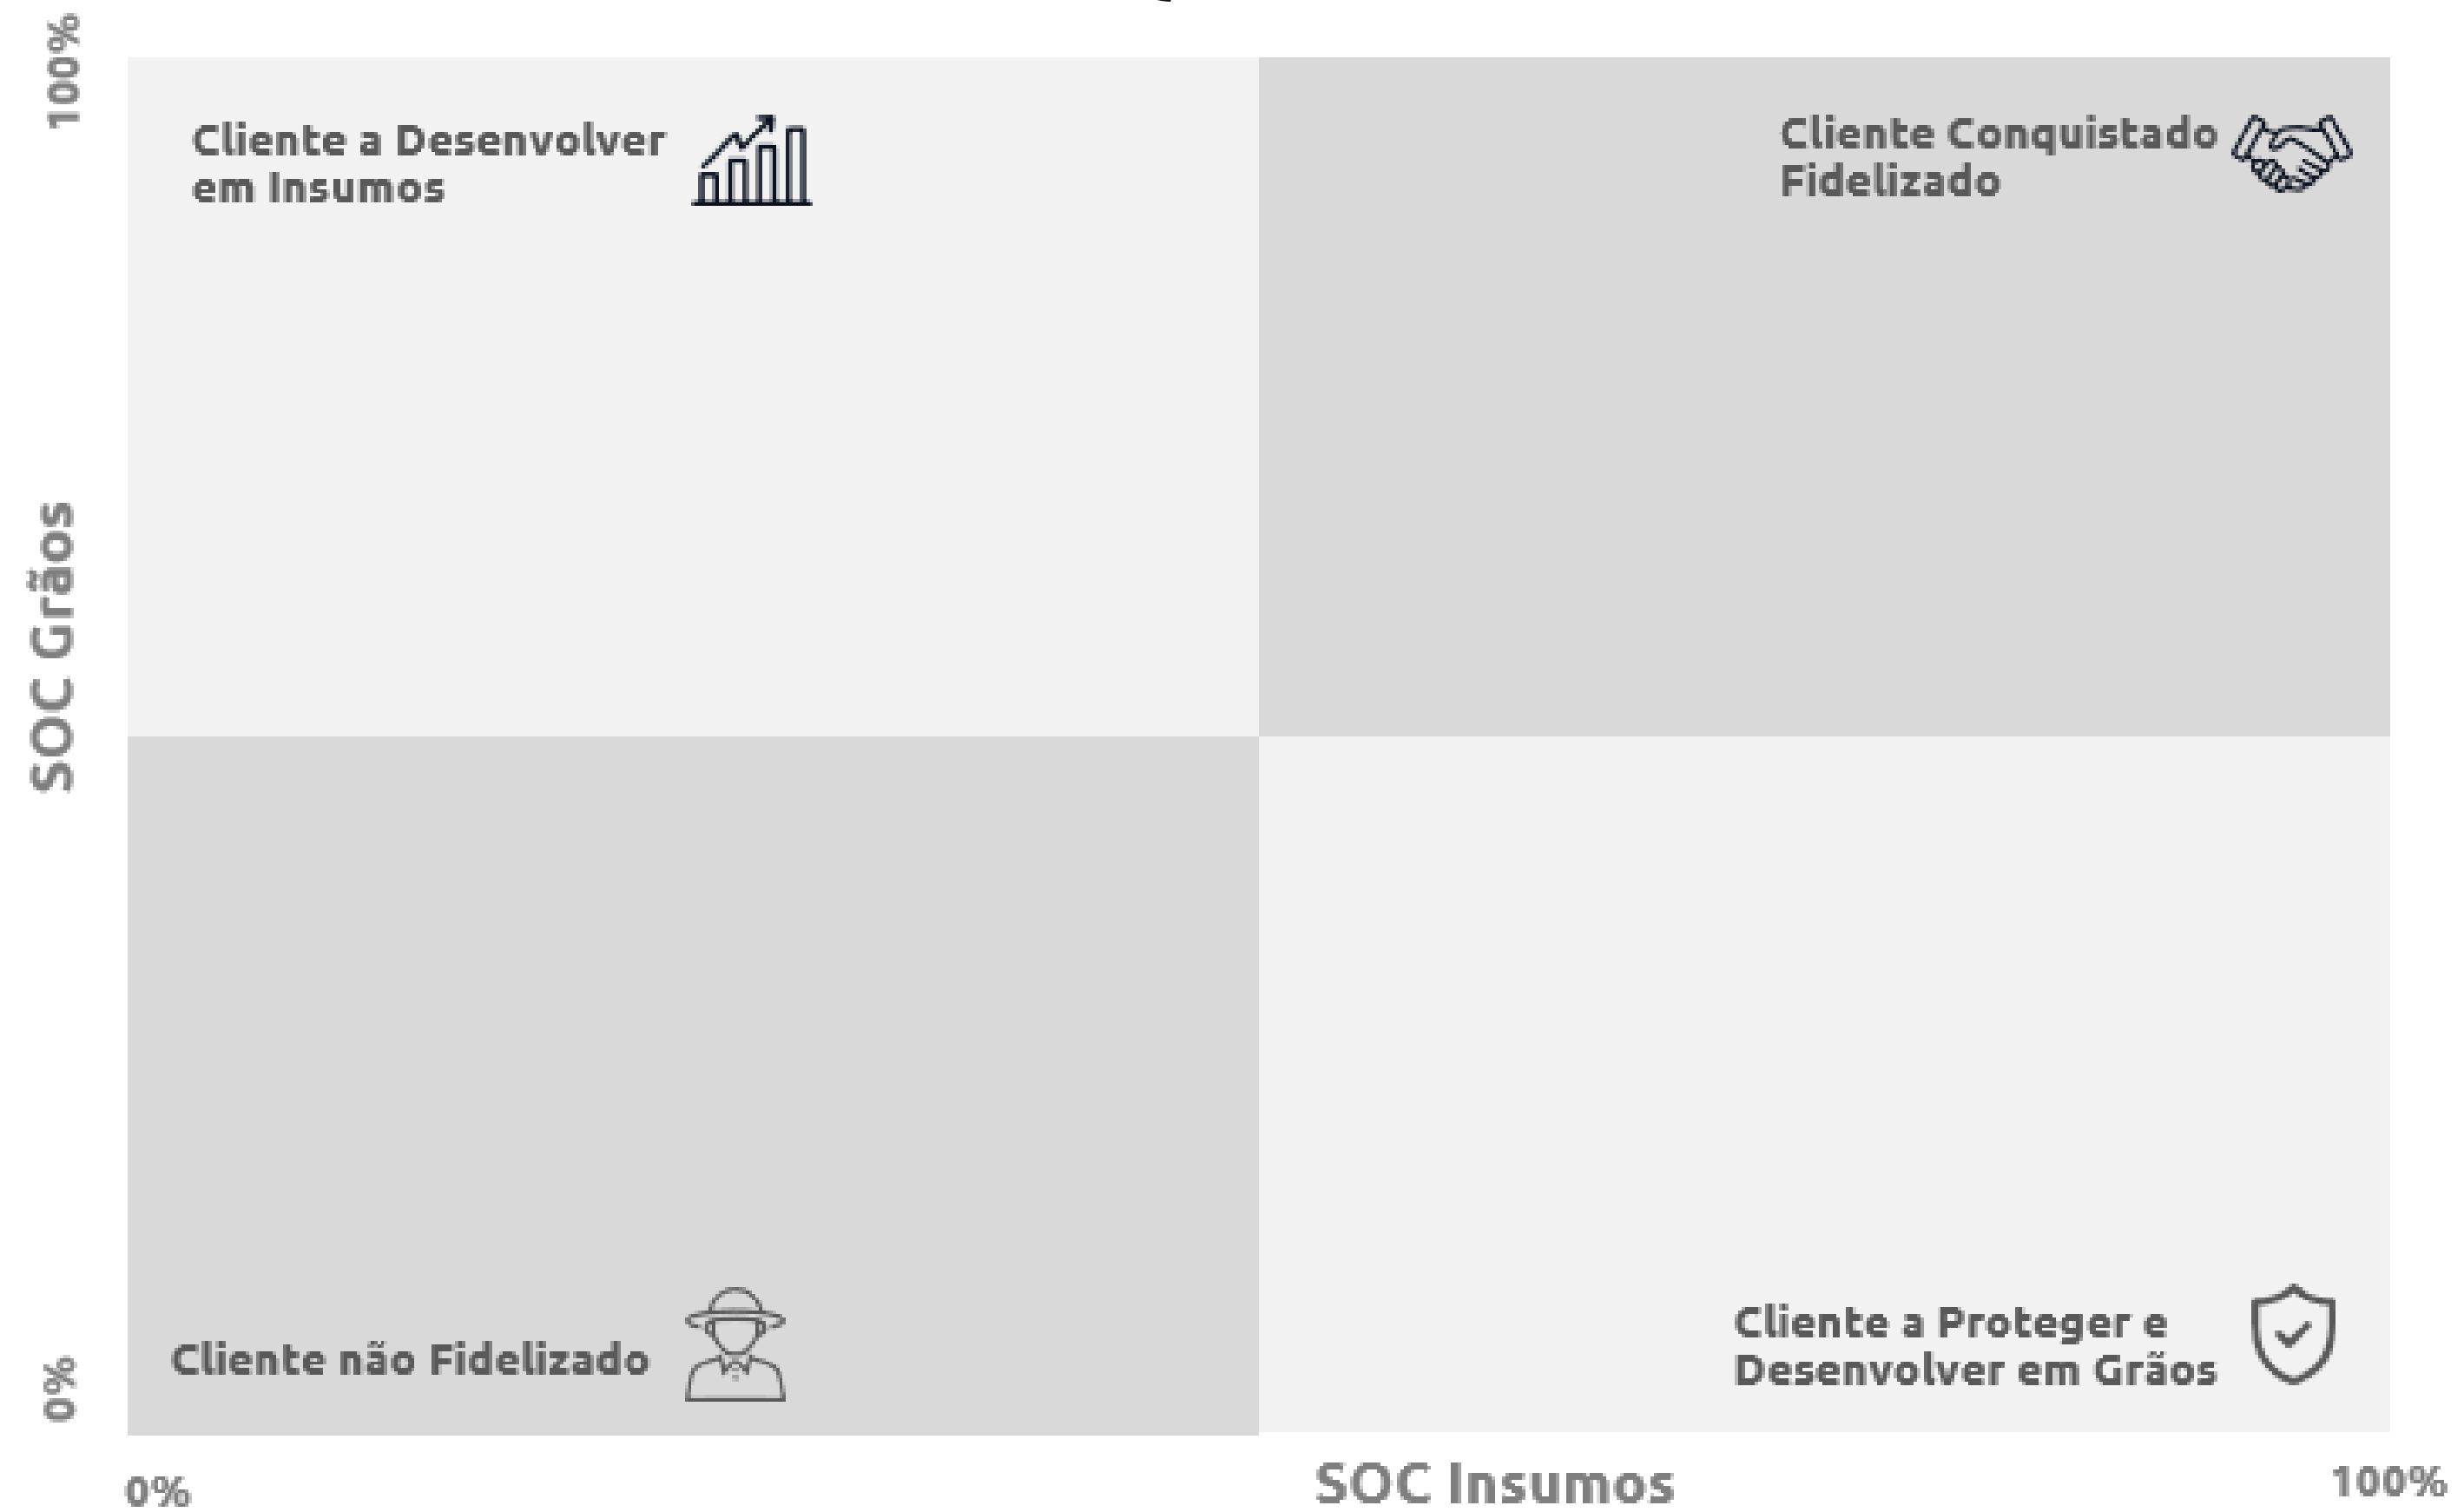 100%
Cliente a Desenvolver
em Insumos
Cliente Conquistado
Fidelizado
SOC Grãos
Cliente não Fidelizado
Cliente a Proteger e
Desenvolver em Grãos
0%
0%
SOC Insumos
100%